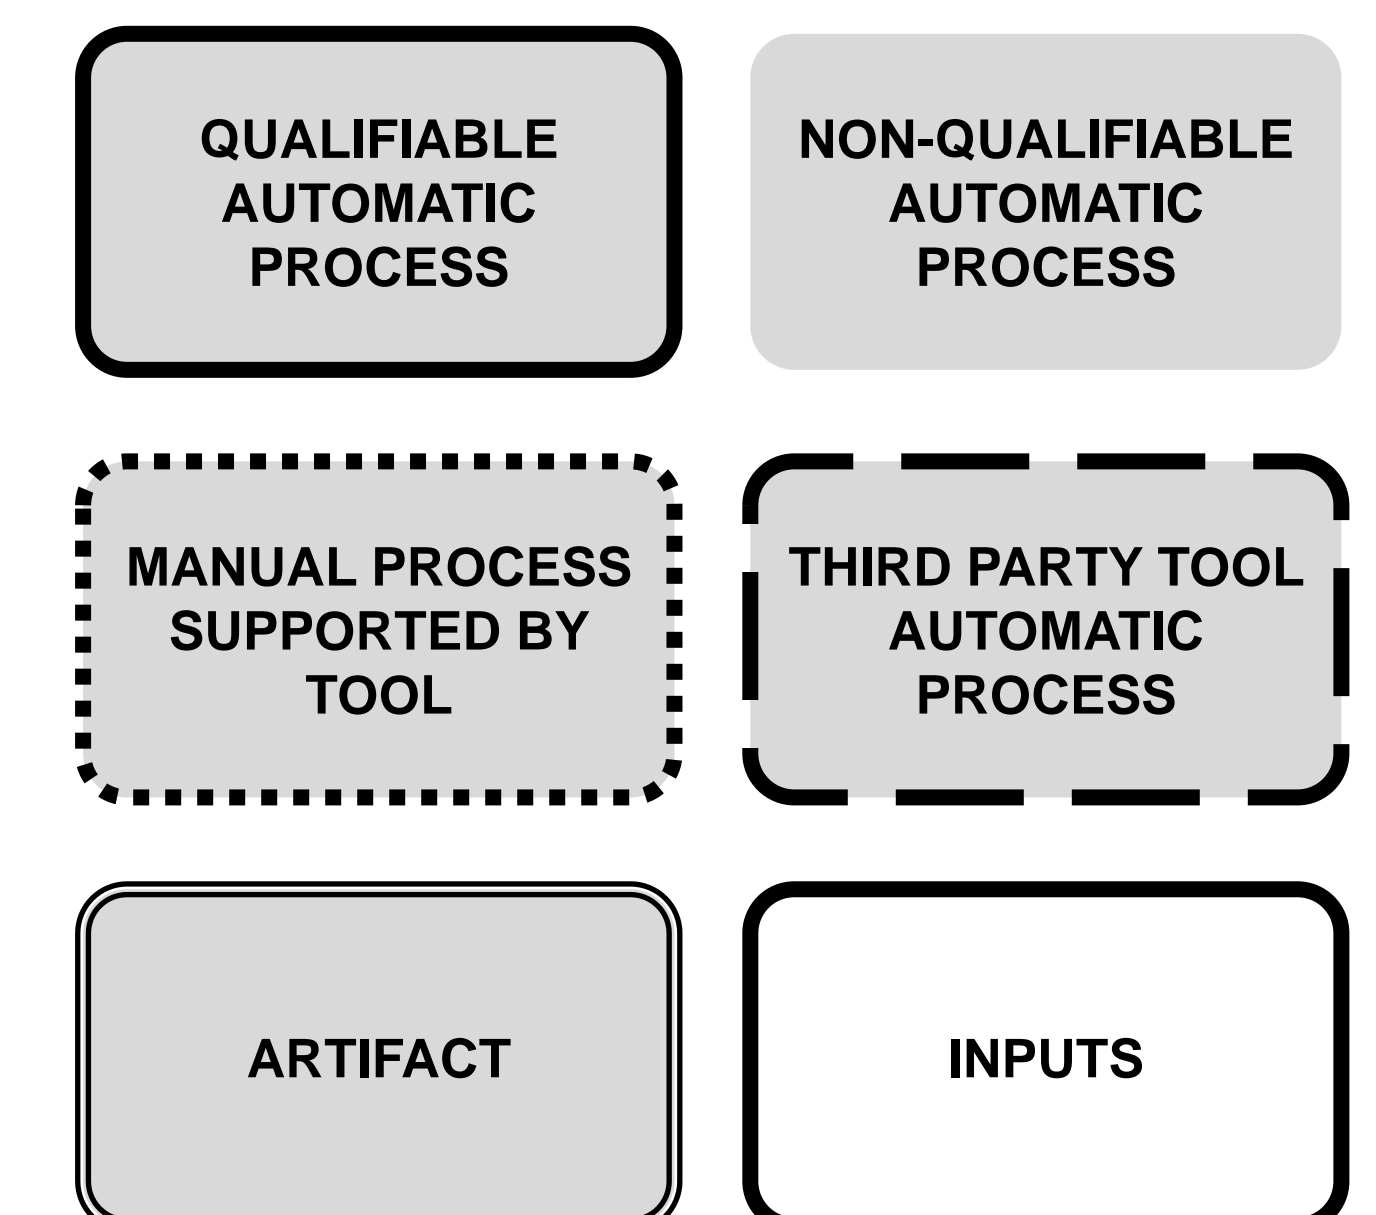 QUALIFIABLE
AUTOMATIC
PROCESS
NON-QUALIFIABLE
AUTOMATIC
PROCESS
MANUAL PROCESS
SUPPORTED BY
TOOL
THIRD PARTY TOOL
AUTOMATIC
PROCESS
ARTIFACT
INPUTS